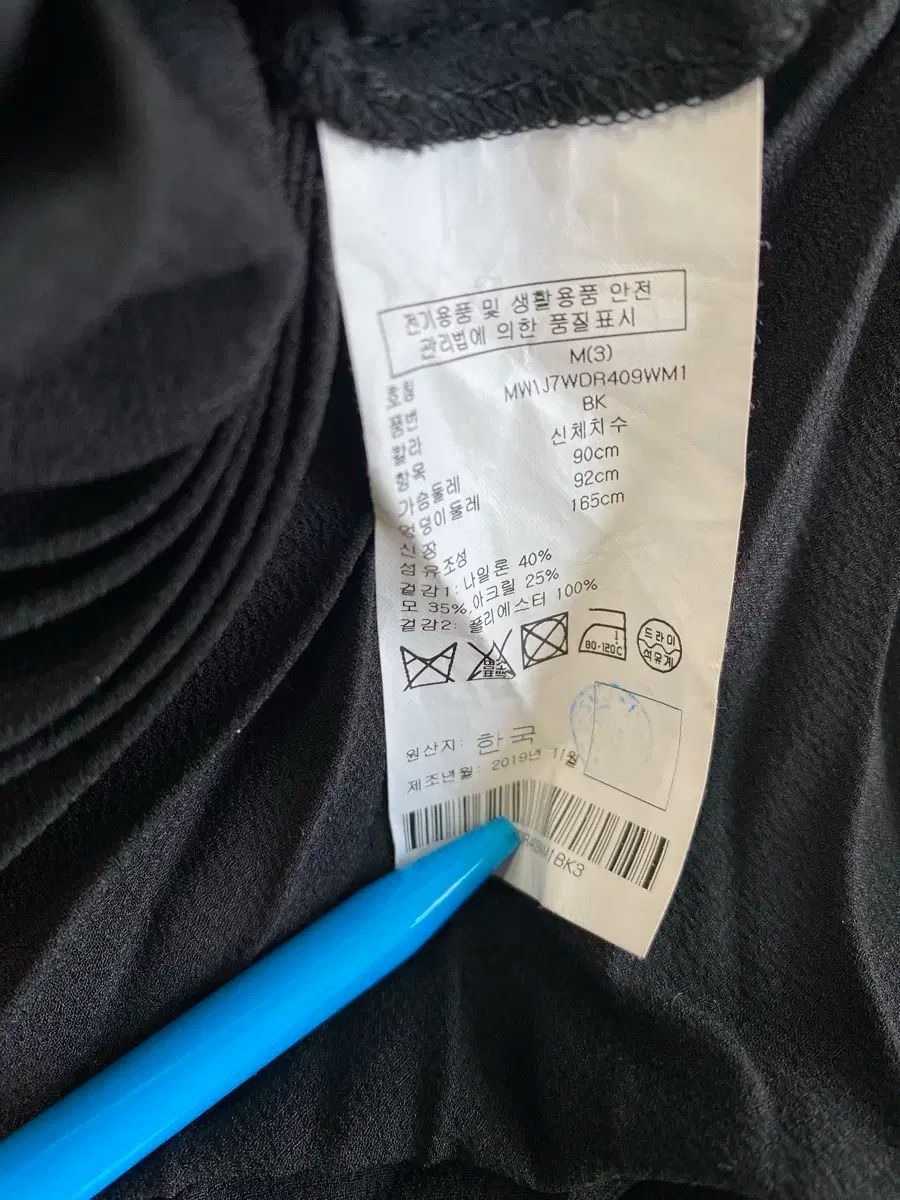 전기용품 및 생활용품 안전
관리법에 의한 품질표시
호칭 M(3)
품번 MW1J7WDR409WM1
칼라 BK
항목 신체치수
가슴둘레 90cm
엉덩이둘레 92cm
신장 165cm
섬유조성
겉감1: 나일론 40%
모 35%, 아크릴 25%
겉감2: 폴리에스터 100%
80-120℃
드라이
석유계
원산지: 한국
제조년월: 2019년 11월
1BK3